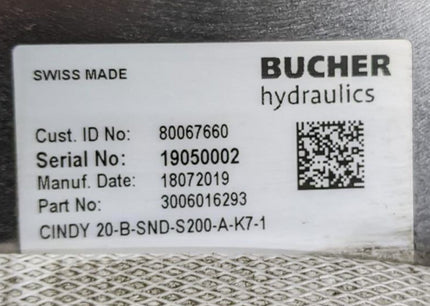 SWISS MADE
BUCHER
hydraulics
Cust. ID No: 80067660
Serial No: 19050002
Manuf. Date: 18072019
Part No: 3006016293
CINDY 20-B-SND-S200-A-K7-1